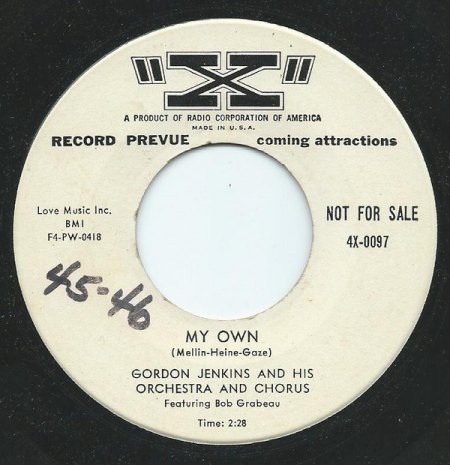 "X"
A PRODUCT OF RADIO CORPORATION OF AMERICA
MADE IN U.S.A.
RECORD PREVUE coming attractions
Love Music Inc.
BMI
F4-PW-0418
NOT FOR SALE
4X-0097
45-46
MY OWN
(Mellin-Heine-Gaze)
GORDON JENKINS AND HIS
ORCHESTRA AND CHORUS
Featuring Bob Grabeau
Time: 2:28